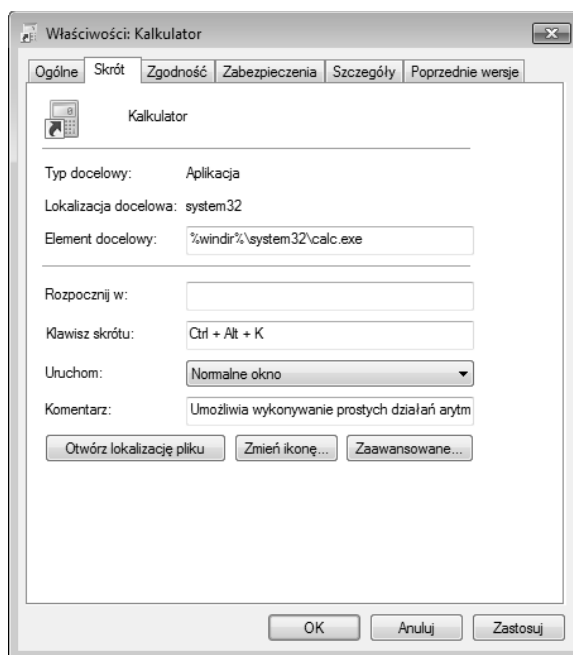 Właściwości: Kalkulator
Ogólne Skrót Zgodność Zabezpieczenia Szczegóły Poprzednie wersje
Kalkulator
Typ docelowy: Aplikacja
Lokalizacja docelowa: system32
Element docelowy: %windir%\system32\calc.exe
Rozpocznij w:
Klawisz skrótu: Ctrl + Alt + K
Uruchom: Normalne okno
Komentarz: Umożliwia wykonywanie prostych działań arytm
Otwórz lokalizację pliku Zmień ikonę... Zaawansowane...
OK Anuluj Zastosuj